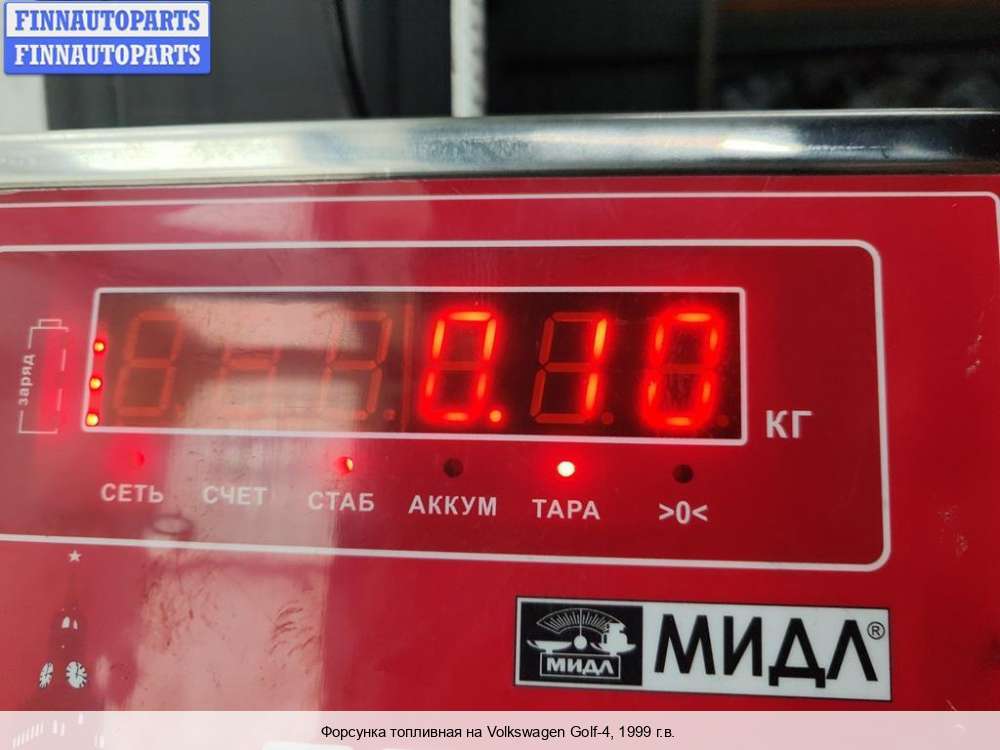 FINNAUTOPARTS
FINNAUTOPARTS
заряд
0.10
КГ
СЕТЬ СЧЕТ СТАБ АККУМ ТАРА >0<
МИДЛ
МИДЛ®
Форсунка топливная на Volkswagen Golf-4, 1999 г.в.